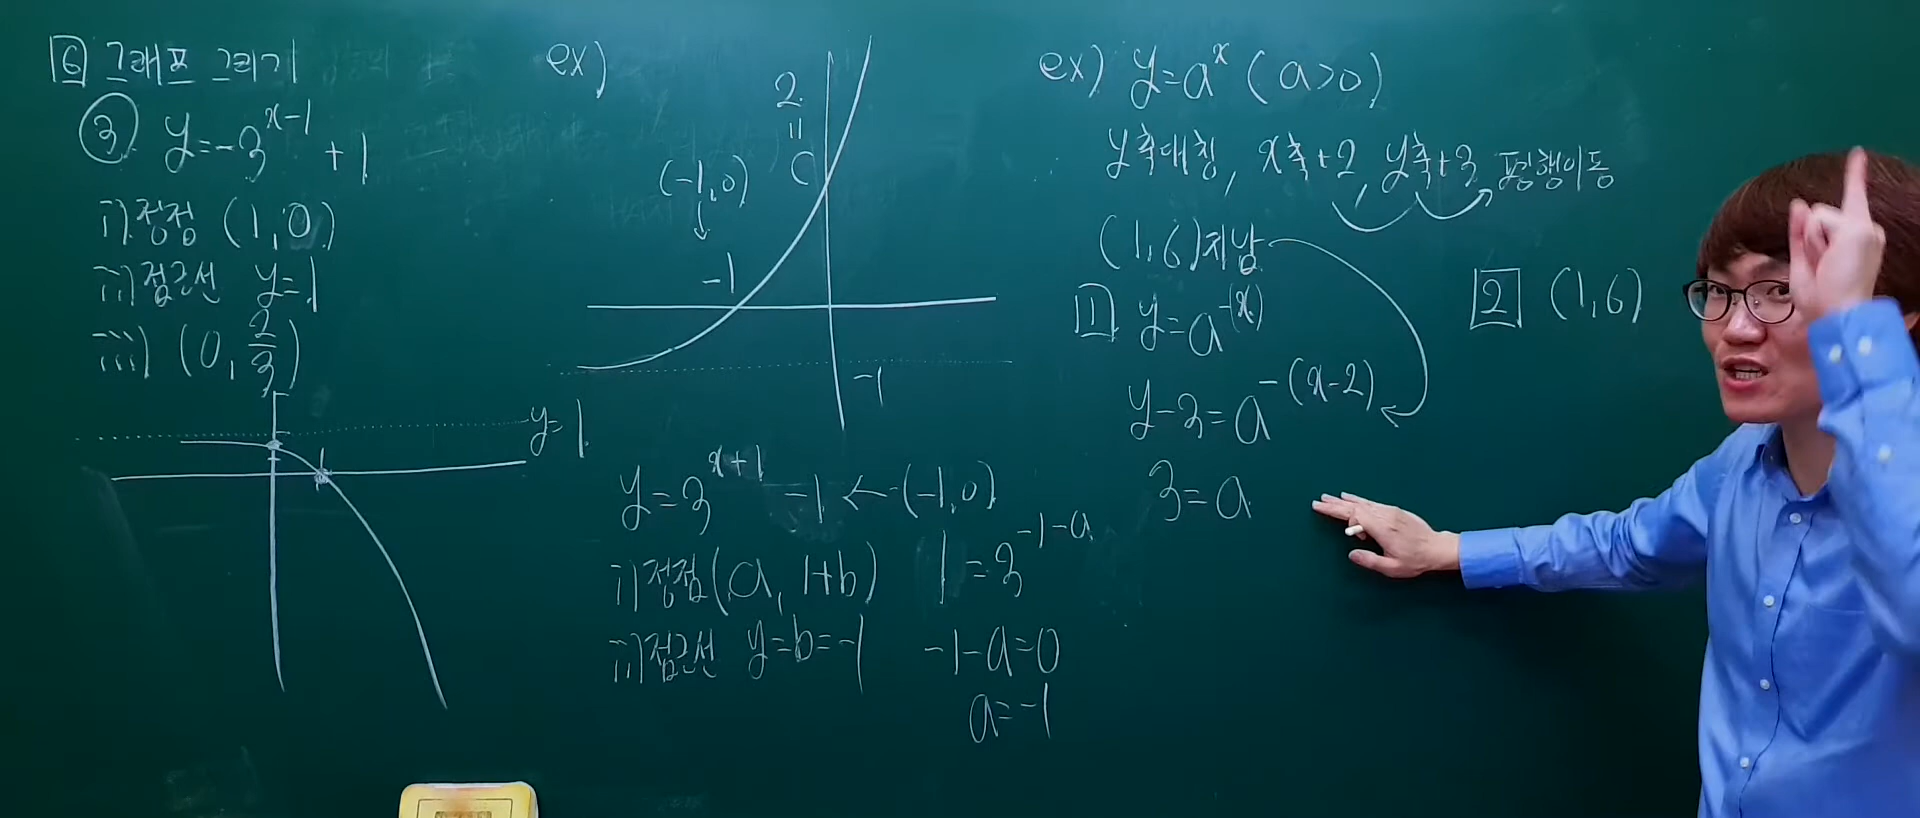 6 그래프 그리기
③ y=-3^{x-1}+1
i) 정점 (1,0)
ii) 점근선 y=1
iii) (0, 2/3)
y=1
1
ex)
2
=
C
(-1,0)
↓
-1
-1
y=3^{x+1}-1 ← (-1,0)
i) 정점 (a, 1+b)
1=3^{-1-a}
ii) 점근선 y=b=-1
-1-a=0
a=-1
ex) y=a^x (a>0)
y축대칭, x축+2, y축+3 평행이동
(1,6) 지남
1 y=a^{-(x)}
y-3=a^{-(x-2)}
3=a
2 (1,6)